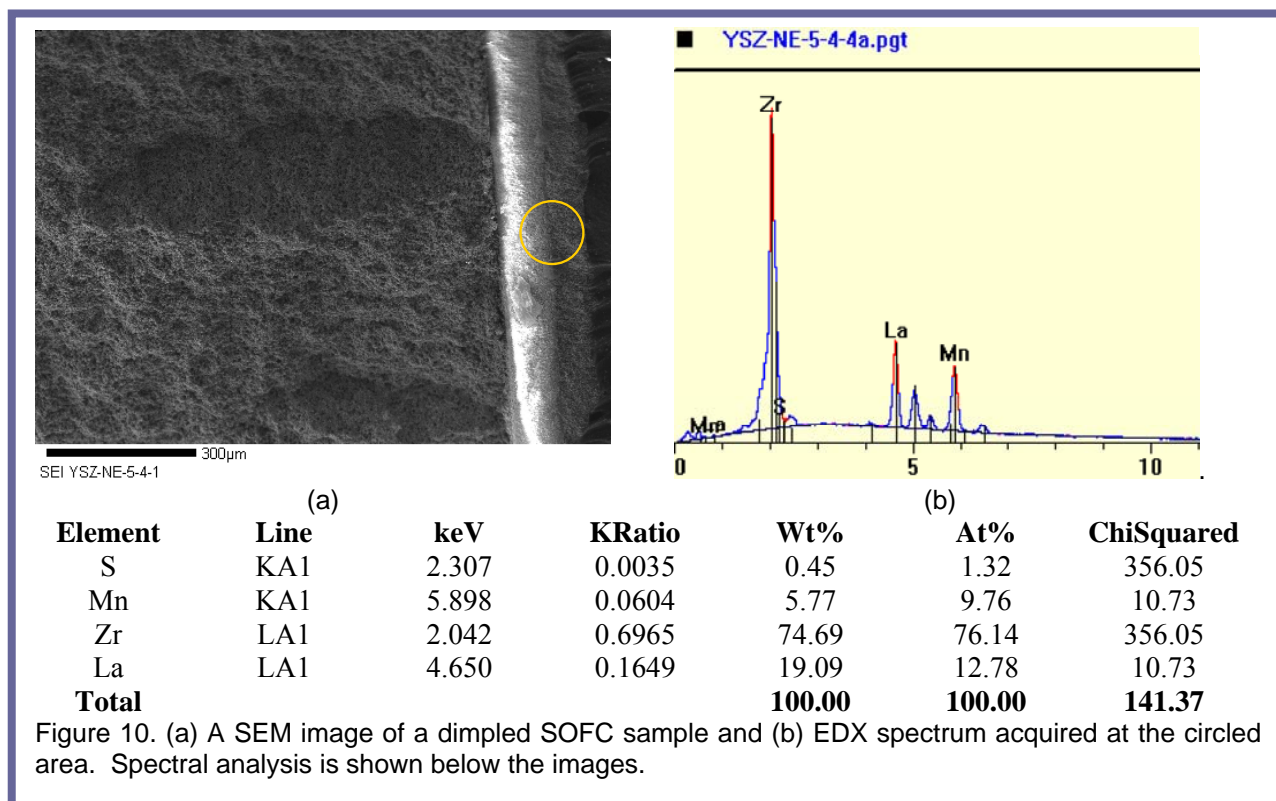 YSZ-NE-5-4-4a.pgt
Zr
La
Mn
S
Mn
0 5 10
300µm
SEI YSZ-NE-5-4-1
(a) (b)
Element Line keV KRatio Wt% At% ChiSquared
S KA1 2.307 0.0035 0.45 1.32 356.05
Mn KA1 5.898 0.0604 5.77 9.76 10.73
Zr LA1 2.042 0.6965 74.69 76.14 356.05
La LA1 4.650 0.1649 19.09 12.78 10.73
Total 100.00 100.00 141.37
Figure 10. (a) A SEM image of a dimpled SOFC sample and (b) EDX spectrum acquired at the circled
area. Spectral analysis is shown below the images.